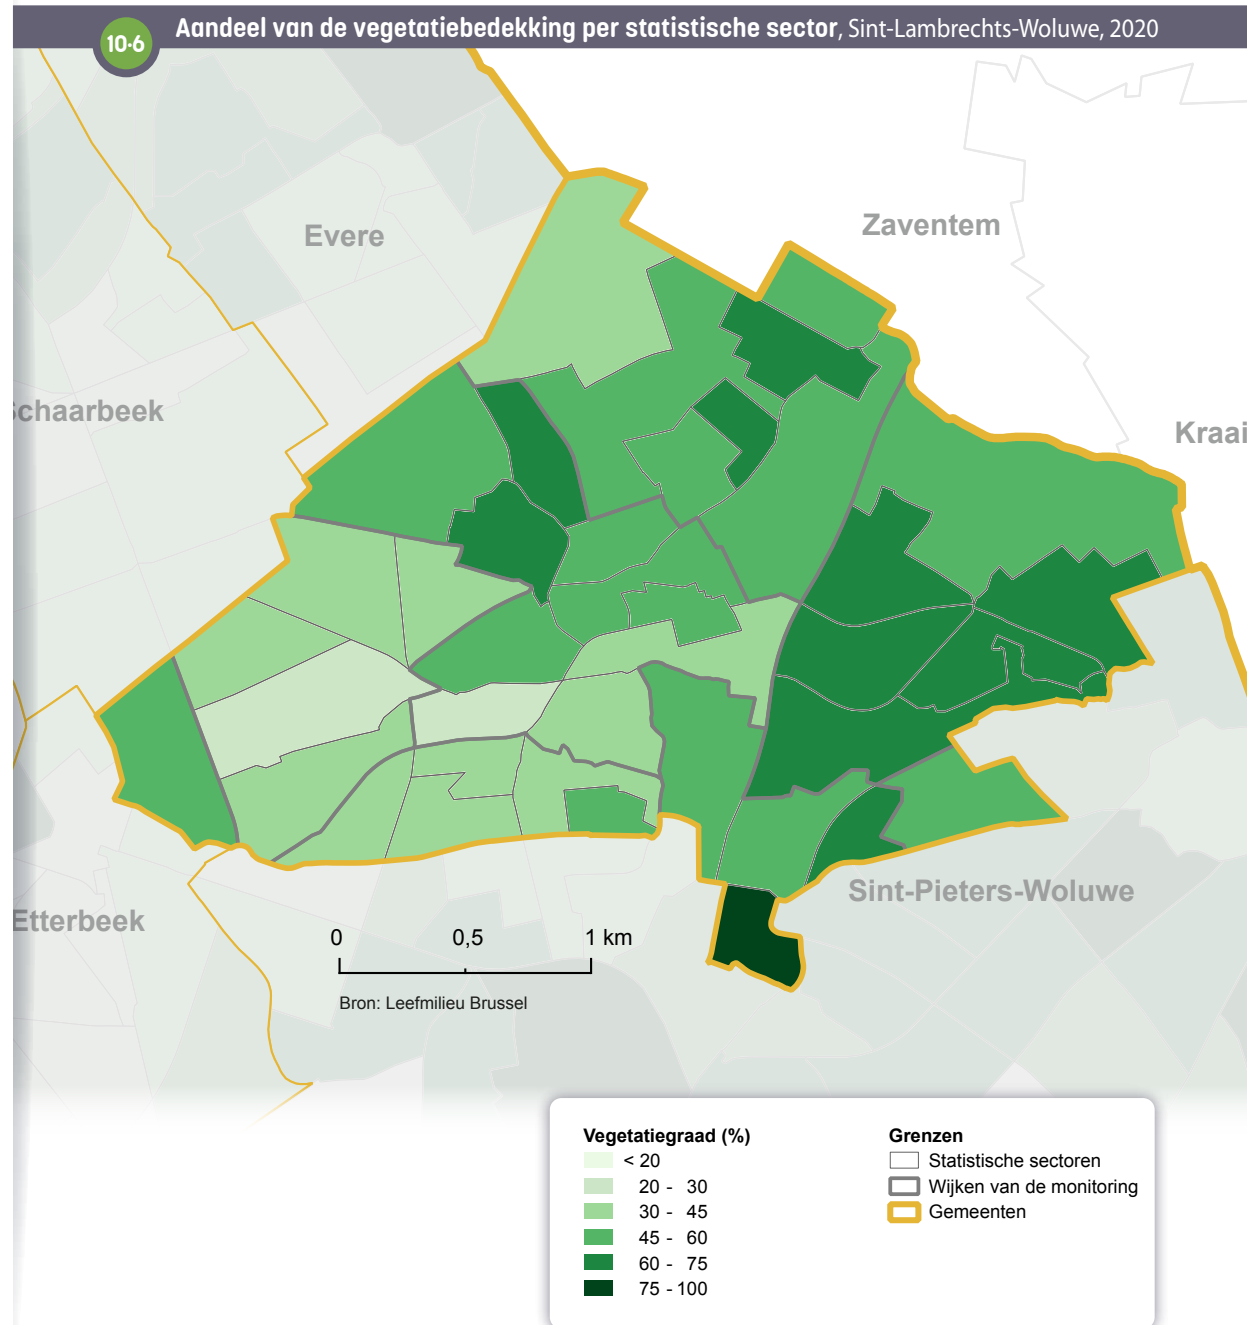 10·6
Aandeel van de vegetatiebedekking per statistische sector, Sint-Lambrechts-Woluwe, 2020
Zaventem
Evere
Schaarbeek
Kraai
Sint-Pieters-Woluwe
Etterbeek
0 0,5 1 km
Bron: Leefmilieu Brussel
Vegetatiegraad (%)
< 20
20 - 30
30 - 45
45 - 60
60 - 75
75 - 100
Grenzen
Statistische sectoren
Wijken van de monitoring
Gemeenten